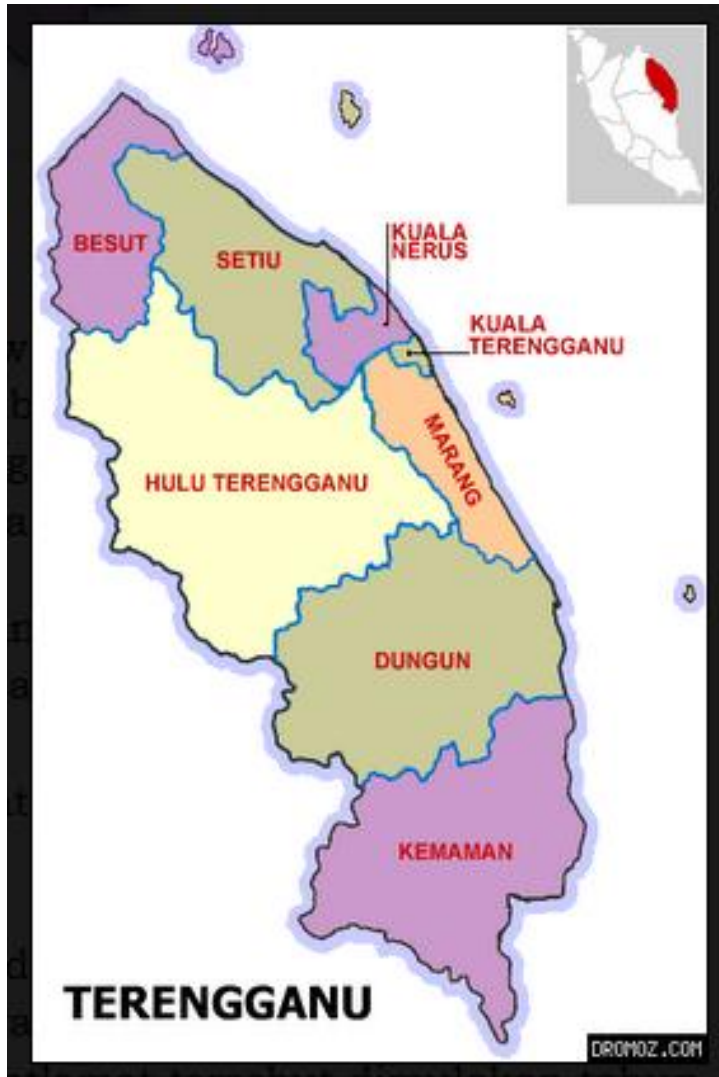 BESUT
SETIU
KUALA
NERUS
KUALA
TERENGGANU
MARANG
HULU TERENGGANU
DUNGUN
KEMAMAN
TERENGGANU
DROMOZ.COM